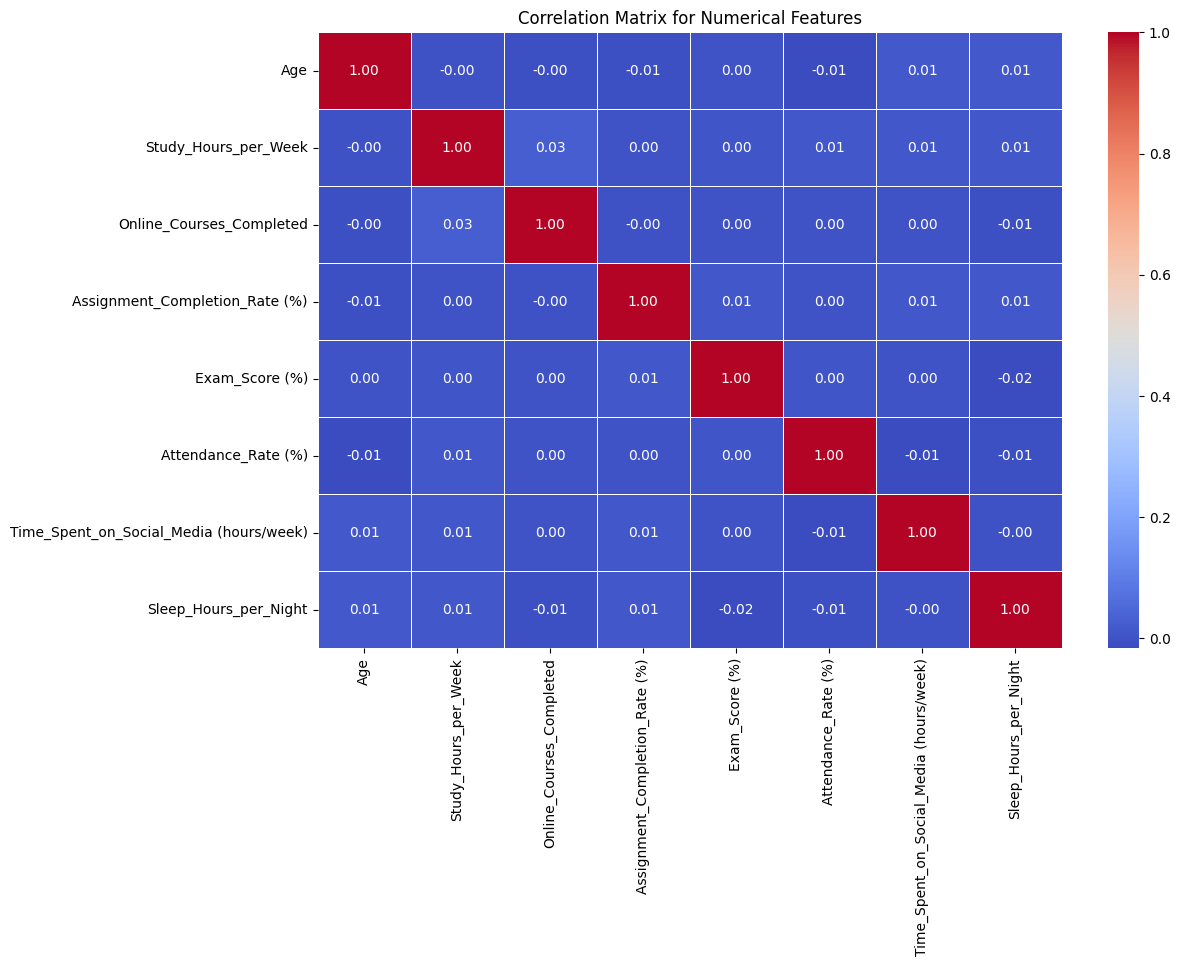 Correlation Matrix for Numerical Features
Age 1.00 -0.00 -0.00 -0.01 0.00 -0.01 0.01 0.01
Study_Hours_per_Week -0.00 1.00 0.03 0.00 0.00 0.01 0.01 0.01
Online_Courses_Completed -0.00 0.03 1.00 -0.00 0.00 0.00 0.00 -0.01
Assignment_Completion_Rate (%) -0.01 0.00 -0.00 1.00 0.01 0.00 0.01 0.01
Exam_Score (%) 0.00 0.00 0.00 0.01 1.00 0.00 0.00 -0.02
Attendance_Rate (%) -0.01 0.01 0.00 0.00 0.00 1.00 -0.01 -0.01
Time_Spent_on_Social_Media (hours/week) 0.01 0.01 0.00 0.01 0.00 -0.01 1.00 -0.00
Sleep_Hours_per_Night 0.01 0.01 -0.01 0.01 -0.02 -0.01 -0.00 1.00
Age
Study_Hours_per_Week
Online_Courses_Completed
Assignment_Completion_Rate (%)
Exam_Score (%)
Attendance_Rate (%)
Time_Spent_on_Social_Media (hours/week)
Sleep_Hours_per_Night
1.0
0.8
0.6
0.4
0.2
0.0